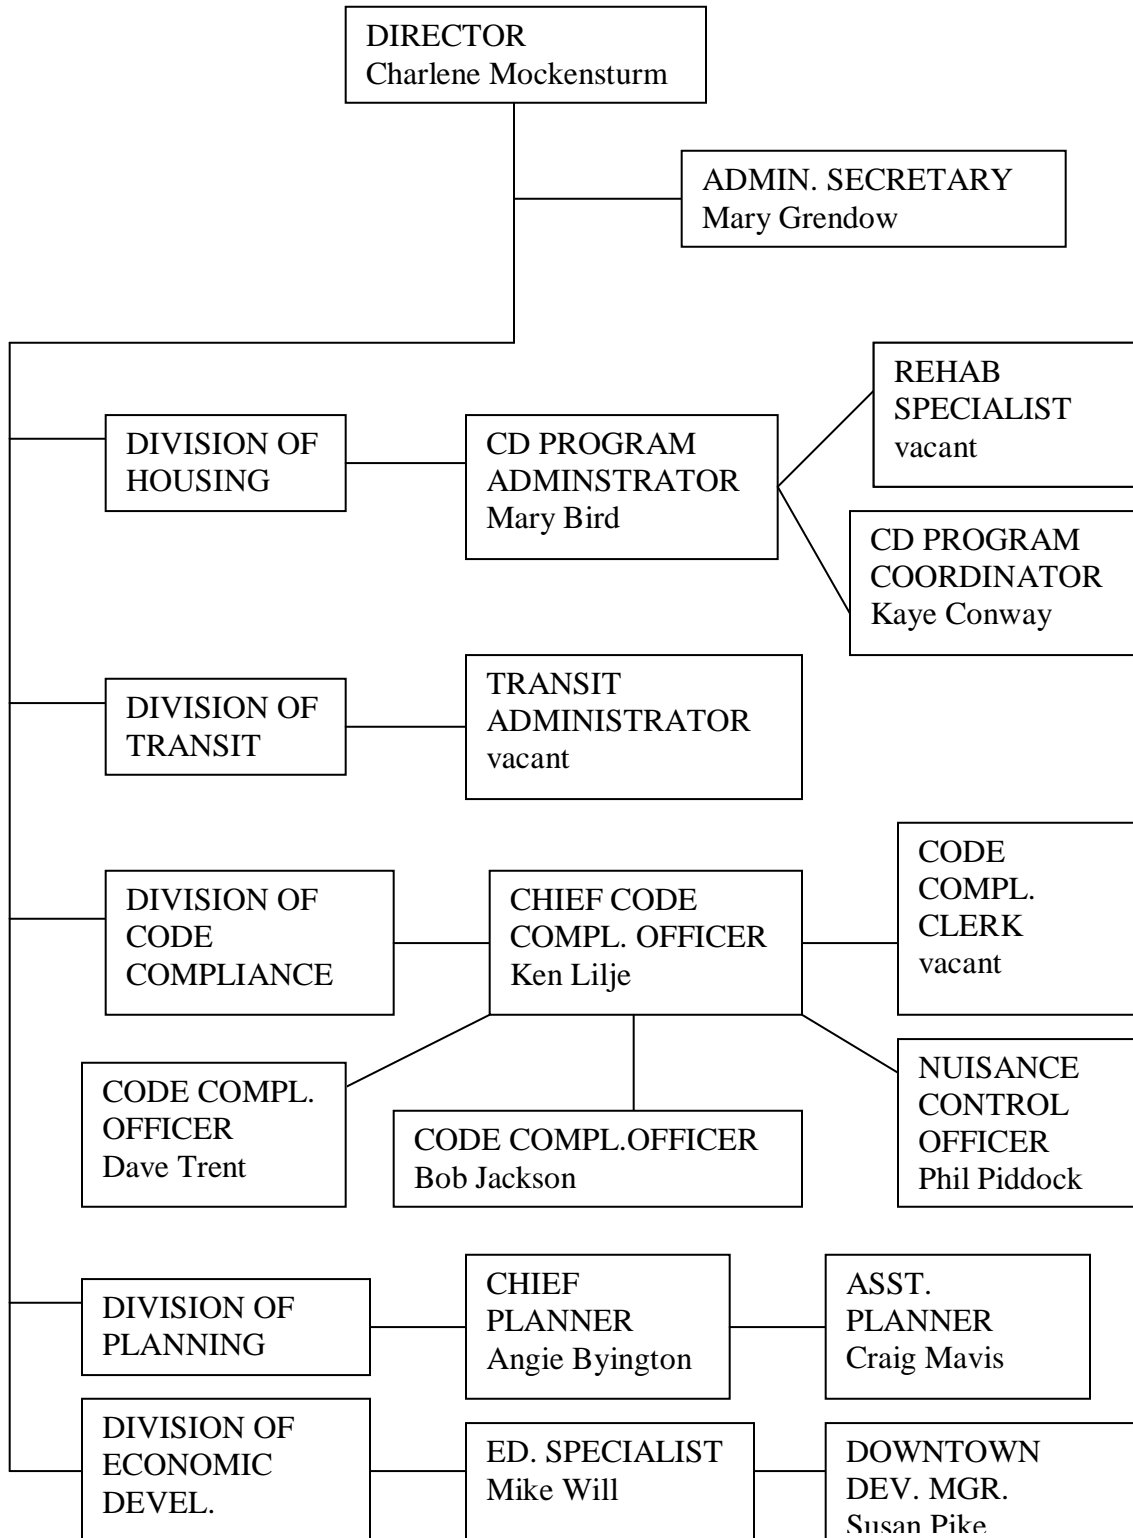 DIRECTOR
Charlene Mockensturm
ADMIN. SECRETARY
Mary Grendow
REHAB
SPECIALIST
vacant
DIVISION OF
HOUSING
CD PROGRAM
ADMINSTRATOR
Mary Bird
CD PROGRAM
COORDINATOR
Kaye Conway
DIVISION OF
TRANSIT
TRANSIT
ADMINISTRATOR
vacant
DIVISION OF
CODE
COMPLIANCE
CHIEF CODE
COMPL. OFFICER
Ken Lilje
CODE
COMPL.
CLERK
vacant
CODE COMPL.
OFFICER
Dave Trent
CODE COMPL.OFFICER
Bob Jackson
NUISANCE
CONTROL
OFFICER
Phil Piddock
DIVISION OF
PLANNING
CHIEF
PLANNER
Angie Byington
ASST.
PLANNER
Craig Mavis
DIVISION OF
ECONOMIC
DEVEL.
ED. SPECIALIST
Mike Will
DOWNTOWN
DEV. MGR.
Susan Pike